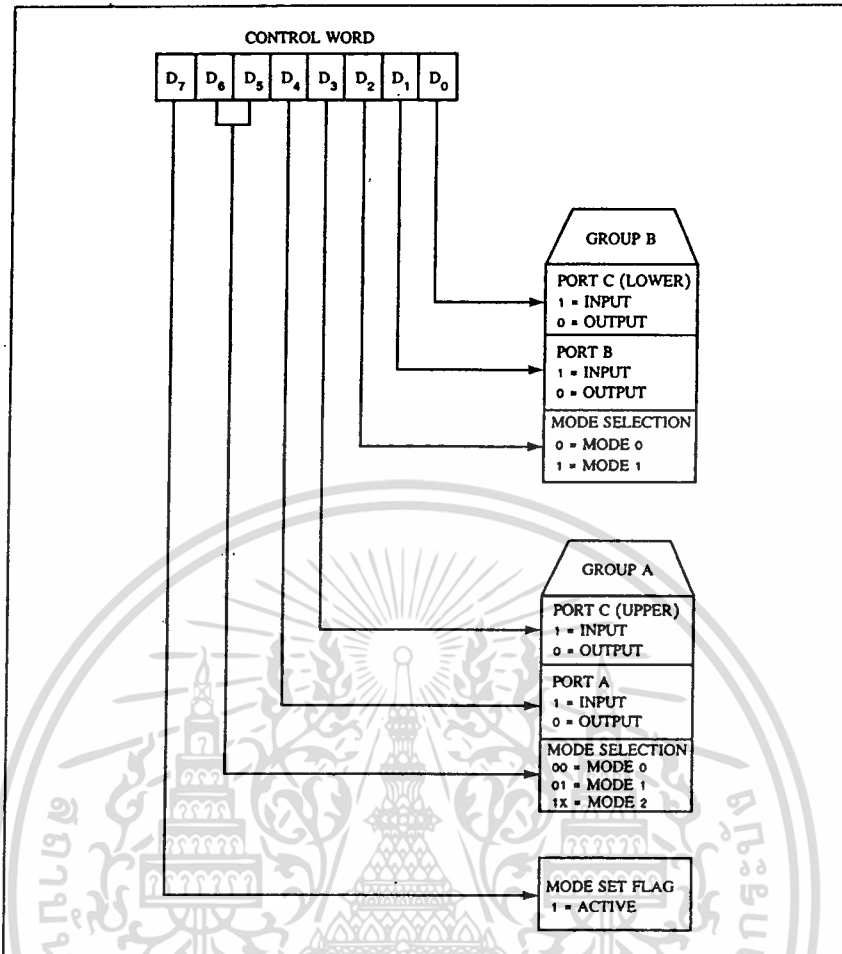 CONTROL WORD
D7 D6 D5 D4 D3 D2 D1 D0
GROUP B
PORT C (LOWER)
1 = INPUT
0 = OUTPUT
PORT B
1 = INPUT
0 = OUTPUT
MODE SELECTION
0 = MODE 0
1 = MODE 1
GROUP A
PORT C (UPPER)
1 = INPUT
0 = OUTPUT
PORT A
1 = INPUT
0 = OUTPUT
MODE SELECTION
00 = MODE 0
01 = MODE 1
1X = MODE 2
MODE SET FLAG
1 = ACTIVE